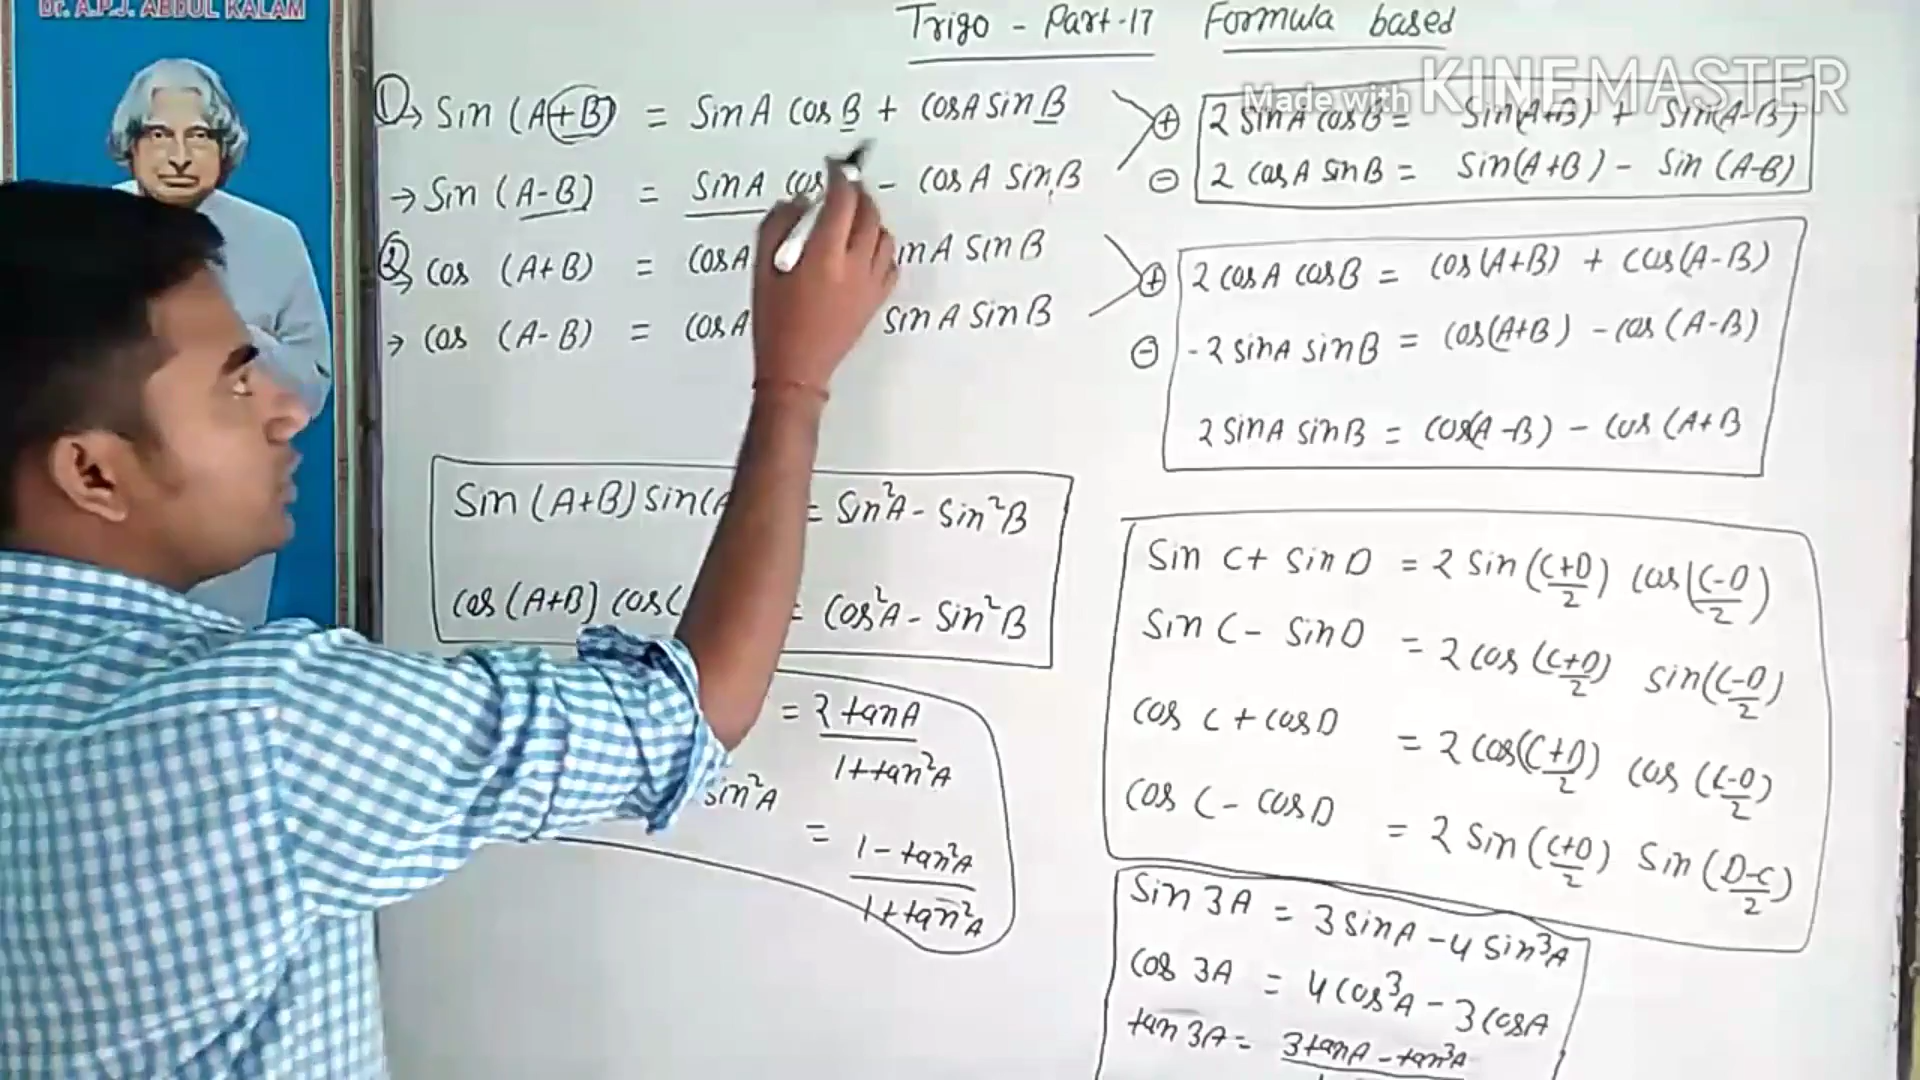 Dr. A.P.J. ABDUL KALAM
Trigo - Part-17 Formula based
Made with KINEMASTER
① → Sin (A+B) = SinA cosB + cosA sinB
→ Sin (A-B) = SinA cos - cosA sinB
② → cos (A+B) = cosA inA sinB
→ cos (A-B) = cosA sinA sinB
⊕ 2 sinA cosB = Sin(A+B) + Sin(A-B)
⊖ 2 cosA sinB = Sin(A+B) - Sin (A-B)
⊕ 2 cosA cosB = cos(A+B) + cos(A-B)
⊖ -2 sinA sinB = cos(A+B) - cos(A-B)
2 sinA sinB = cos(A-B) - cos(A+B
Sin(A+B) sin(A = Sin²A - Sin²B
cos(A+B) cos( = Cos²A - Sin²B
= 2 tanA / 1+tan²A
sin²A = 1-tan²A / 1+tan²A
Sin C + sin D = 2 sin (C+D/2) cos (C-D/2)
Sin C - sin D = 2 cos (C+D/2) sin (C-D/2)
cos C + cos D = 2 cos (C+D/2) cos (C-D/2)
cos C - cos D = 2 sin (C+D/2) sin (D-C/2)
Sin 3A = 3 sinA - 4 sin³A
cos 3A = 4 cos³A - 3 cosA
tan 3A = 3tanA - tan³A